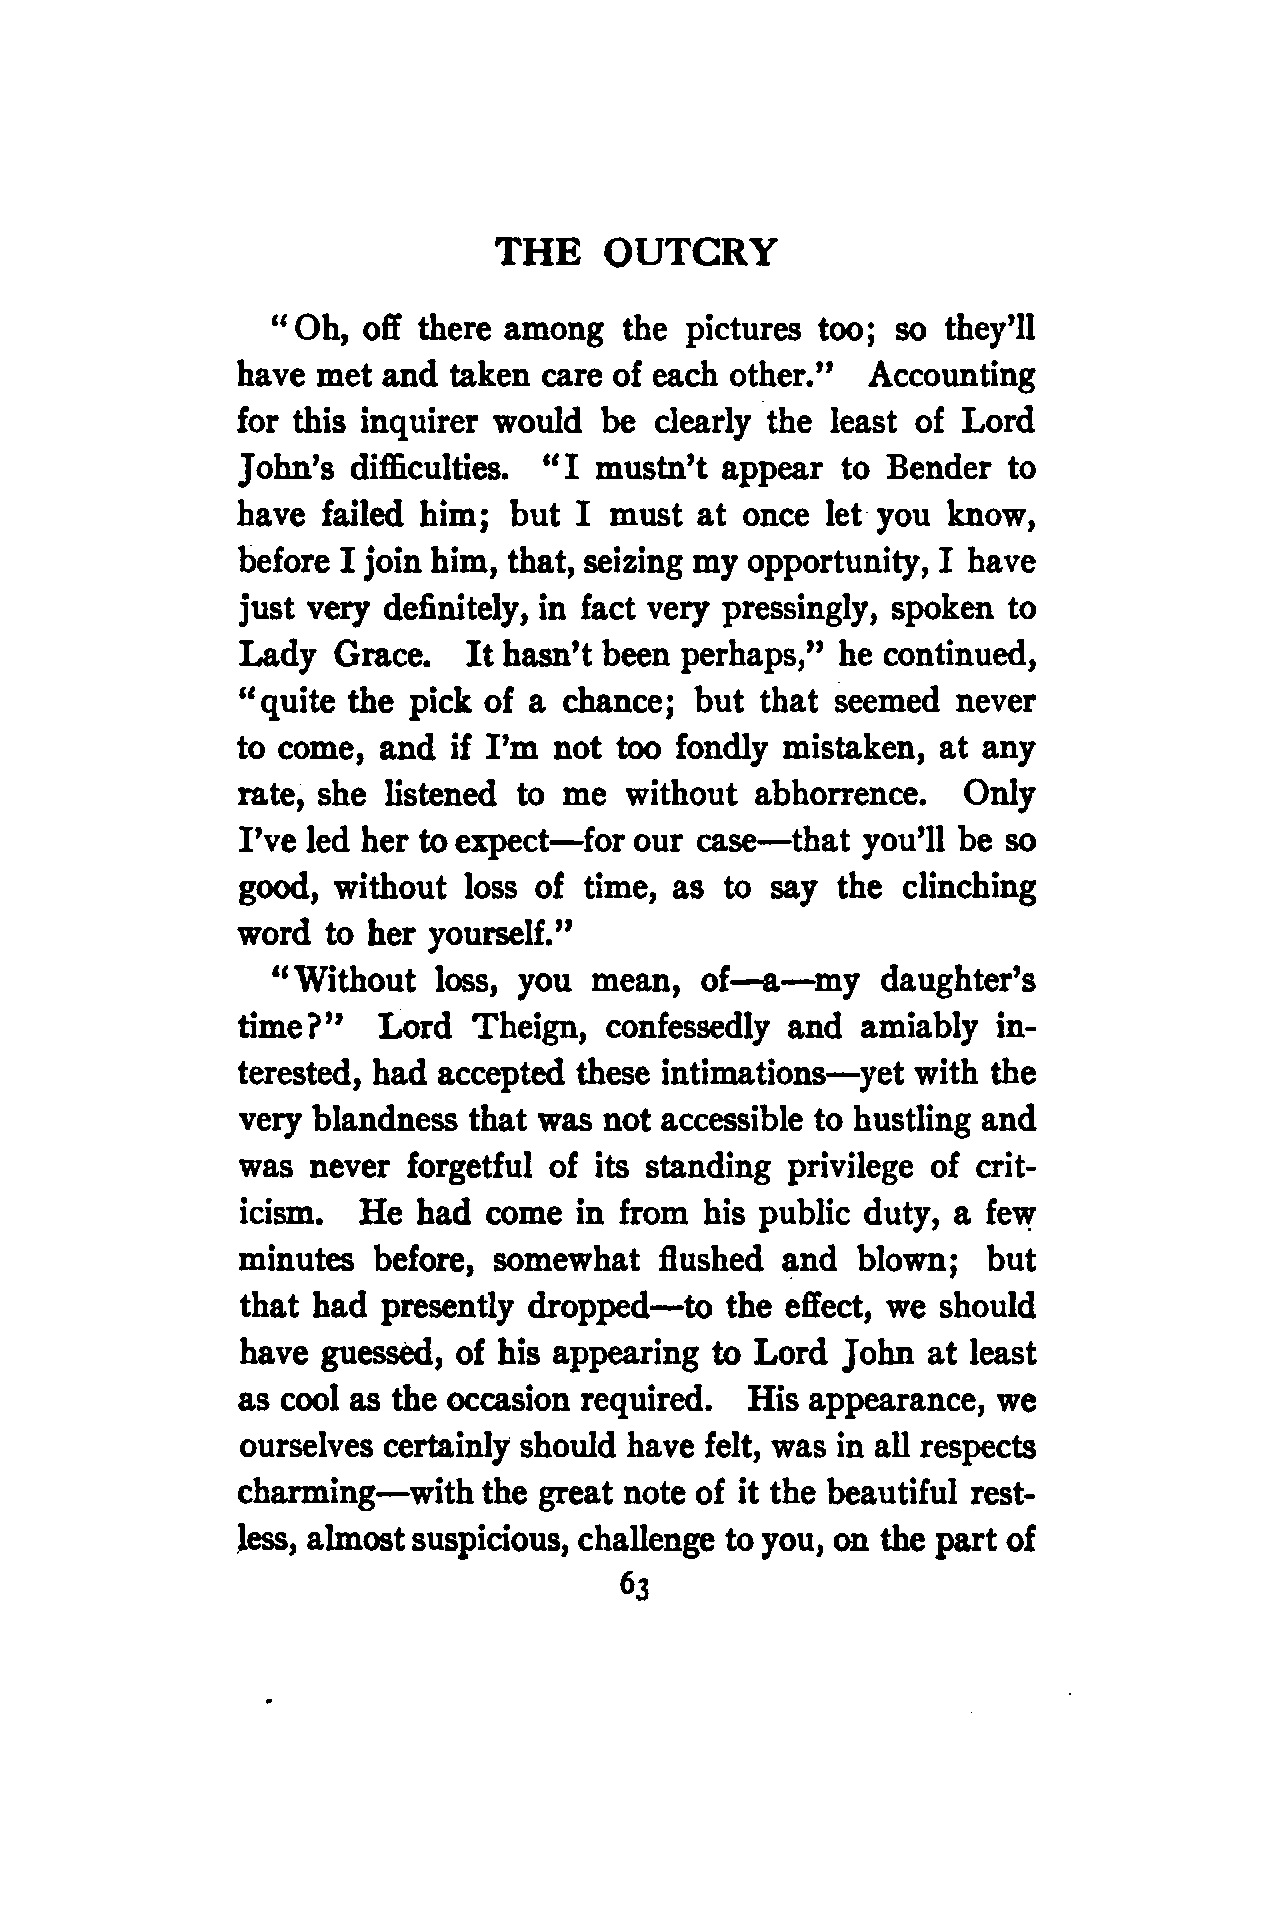 THE OUTCRY
"Oh, off there among the pictures too; so they'll
have met and taken care of each other." Accounting
for this inquirer would be clearly the least of Lord
John's difficulties. "I mustn't appear to Bender to
have failed him; but I must at once let you know,
before I join him, that, seizing my opportunity, I have
just very definitely, in fact very pressingly, spoken to
Lady Grace. It hasn't been perhaps," he continued,
"quite the pick of a chance; but that seemed never
to come, and if I'm not too fondly mistaken, at any
rate, she listened to me without abhorrence. Only
I've led her to expect—for our case—that you'll be so
good, without loss of time, as to say the clinching
word to her yourself."
"Without loss, you mean, of—a—my daughter's
time?" Lord Theign, confessedly and amiably in-
terested, had accepted these intimations—yet with the
very blandness that was not accessible to hustling and
was never forgetful of its standing privilege of crit-
icism. He had come in from his public duty, a few
minutes before, somewhat flushed and blown; but
that had presently dropped—to the effect, we should
have guessed, of his appearing to Lord John at least
as cool as the occasion required. His appearance, we
ourselves certainly should have felt, was in all respects
charming—with the great note of it the beautiful rest-
less, almost suspicious, challenge to you, on the part of
63